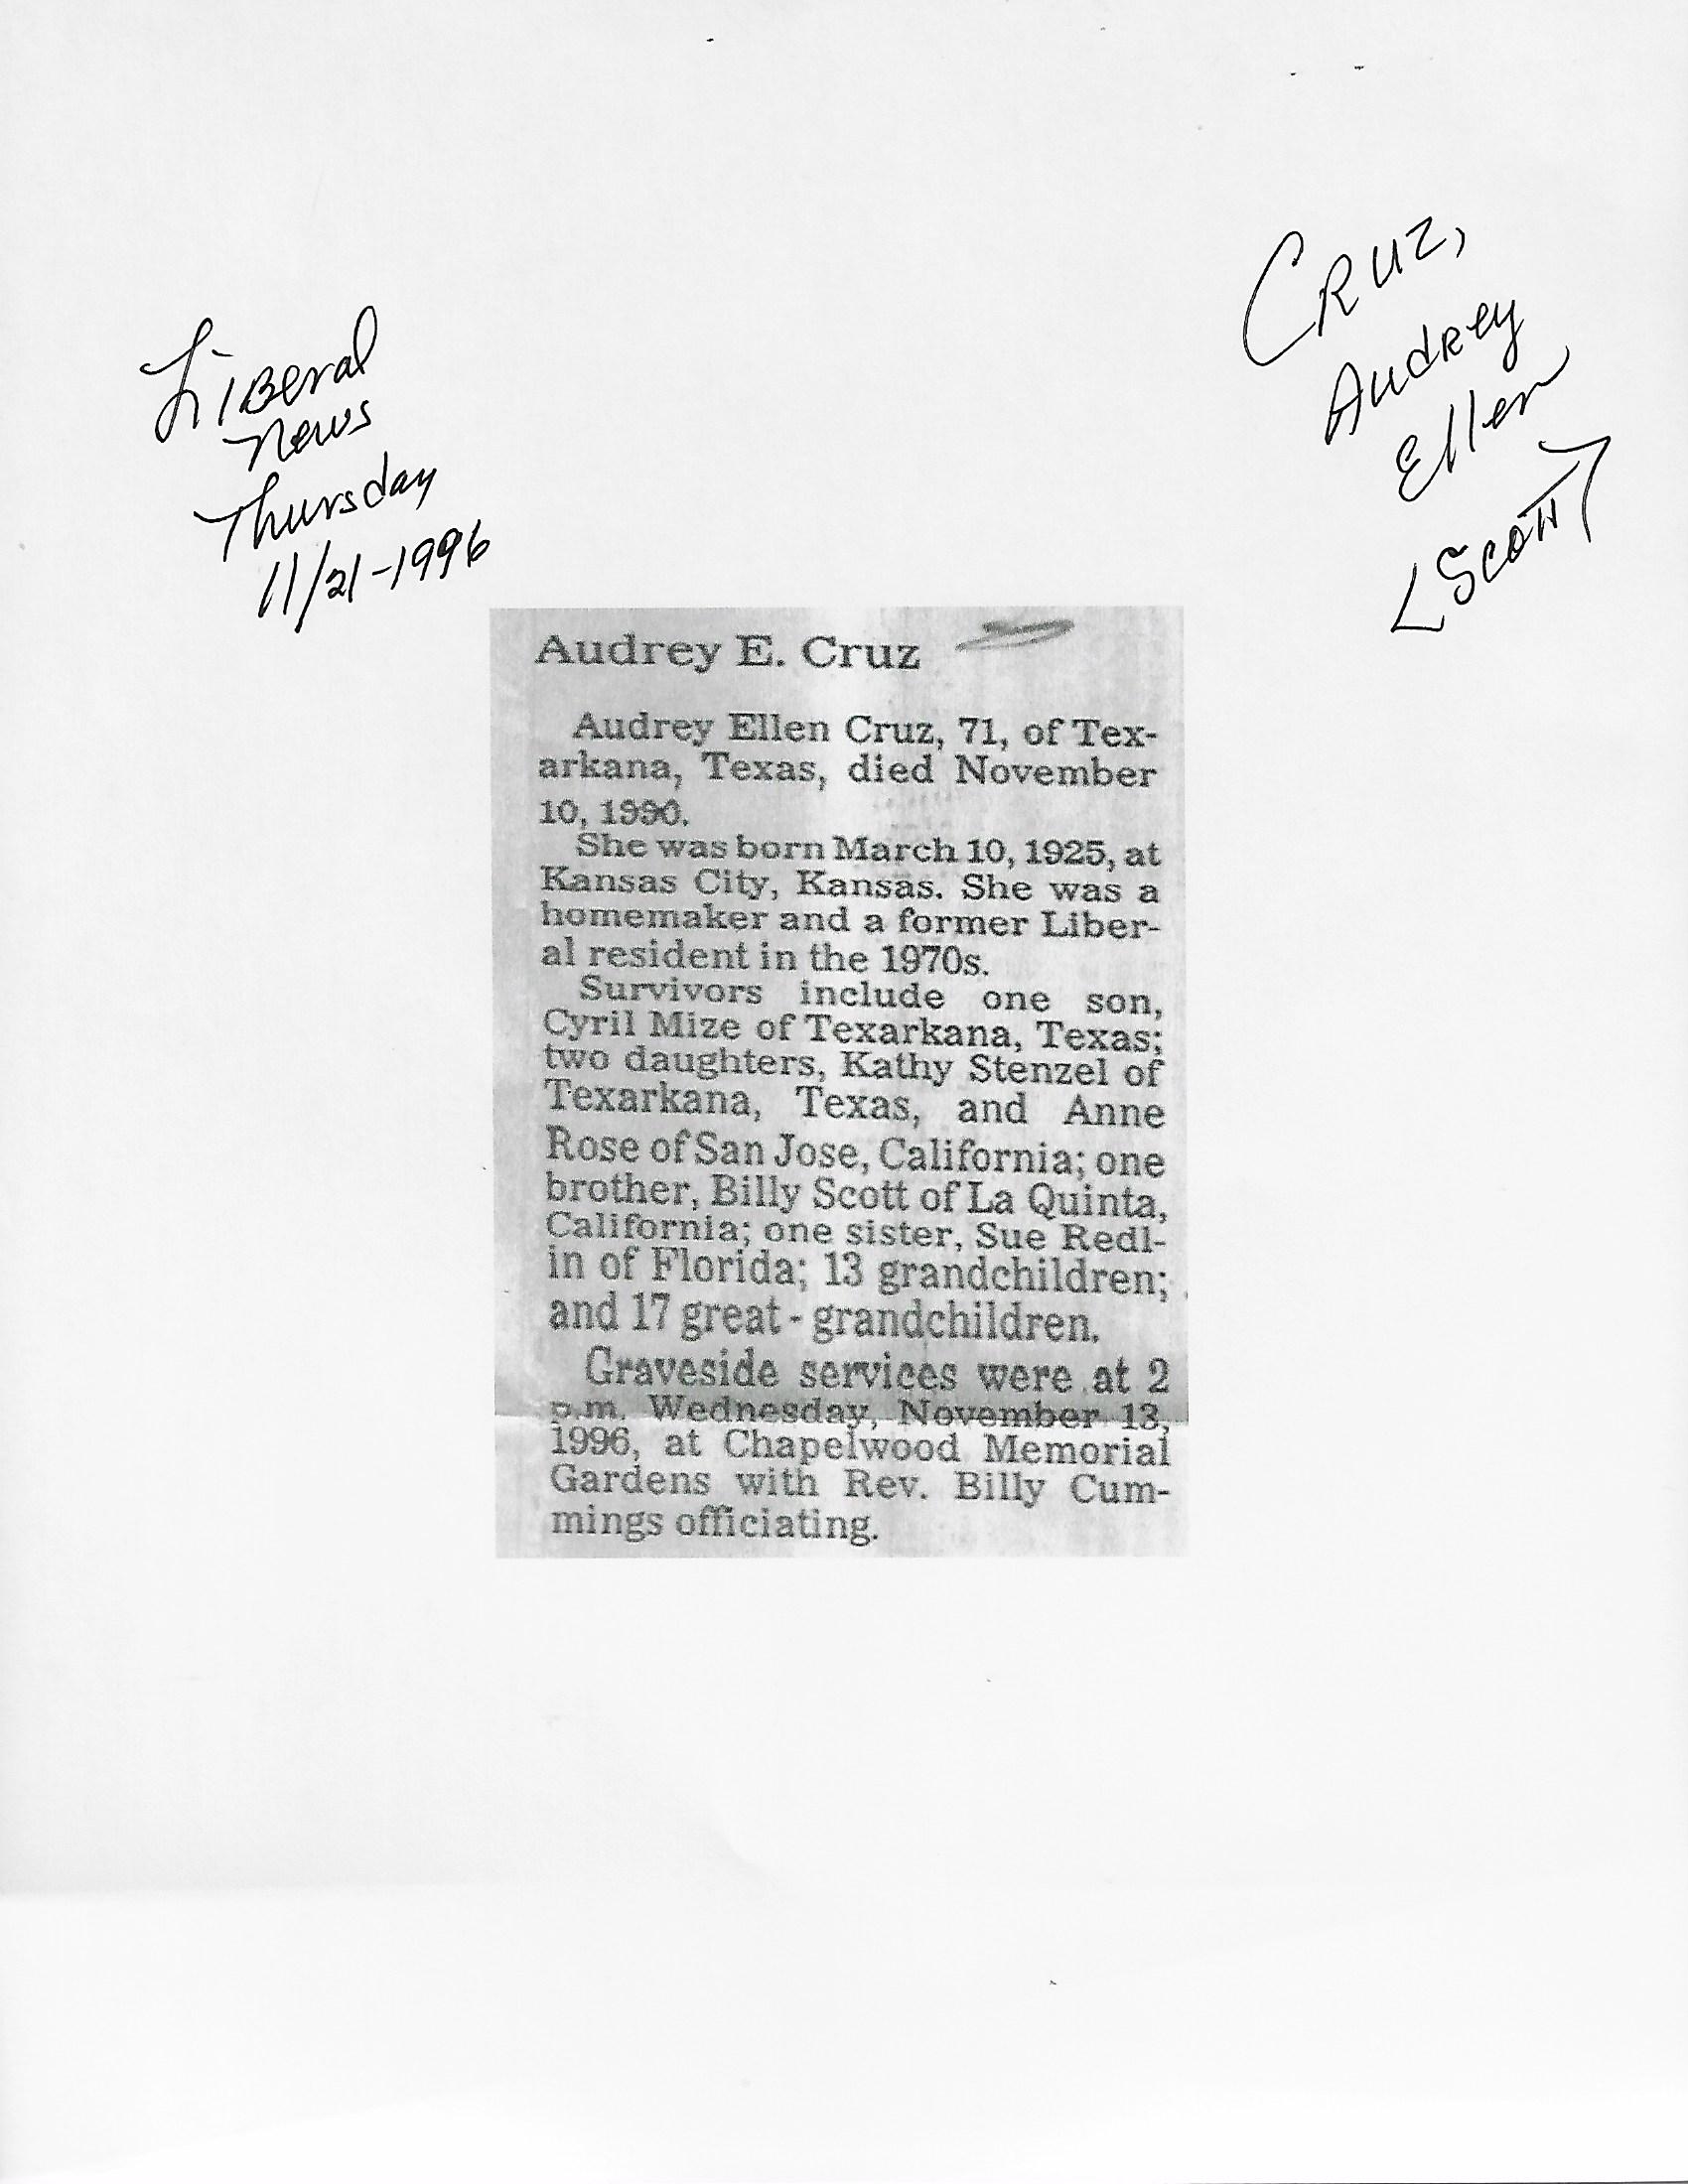 Liberal
News
Thursday
11/21-1996
CRUZ,
Audrey
Ellen
<Scott>
Audrey E. Cruz
Audrey Ellen Cruz, 71, of Tex-
arkana, Texas, died November
10, 1990.
She was born March 10, 1925, at
Kansas City, Kansas. She was a
homemaker and a former Liber-
al resident in the 1970s.
Survivors include one son,
Cyril Mize of Texarkana, Texas;
two daughters, Kathy Stenzel of
Texarkana, Texas, and Anne
Rose of San Jose, California; one
brother, Billy Scott of La Quinta,
California; one sister, Sue Redl-
in of Florida; 13 grandchildren;
and 17 great - grandchildren.
Graveside services were at 2
p.m. Wednesday, November 13,
1996, at Chapelwood Memorial
Gardens with Rev. Billy Cum-
mings officiating.